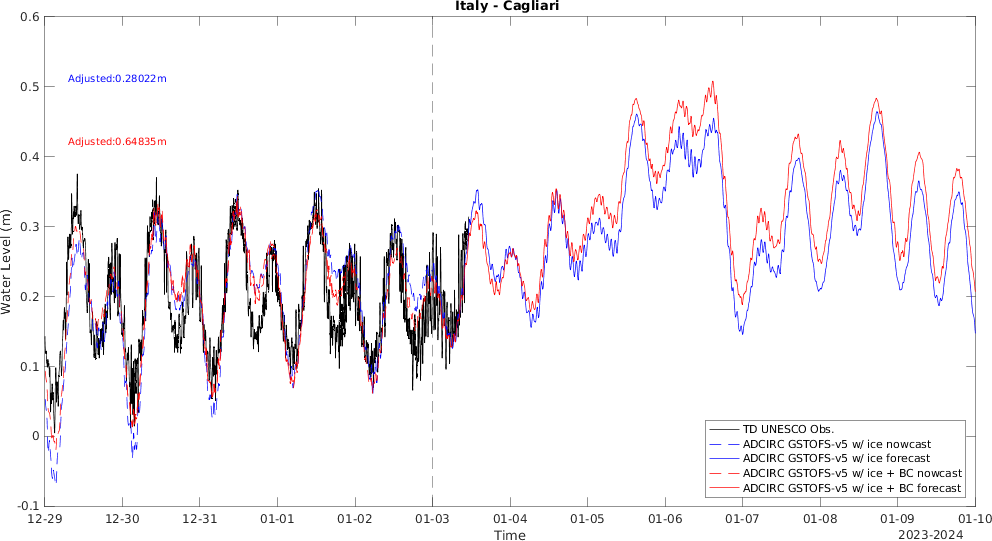 Italy - Cagliari
0.6
0.5
0.4
0.3
0.2
0.1
0
-0.1
Water Level (m)
Adjusted:0.28022m
Adjusted:0.64835m
TD UNESCO Obs.
ADCIRC GSTOFS-v5 w/ ice nowcast
ADCIRC GSTOFS-v5 w/ ice forecast
ADCIRC GSTOFS-v5 w/ ice + BC nowcast
ADCIRC GSTOFS-v5 w/ ice + BC forecast
12-29 12-30 12-31 01-01 01-02 01-03 01-04 01-05 01-06 01-07 01-08 01-09 01-10
Time
2023-2024